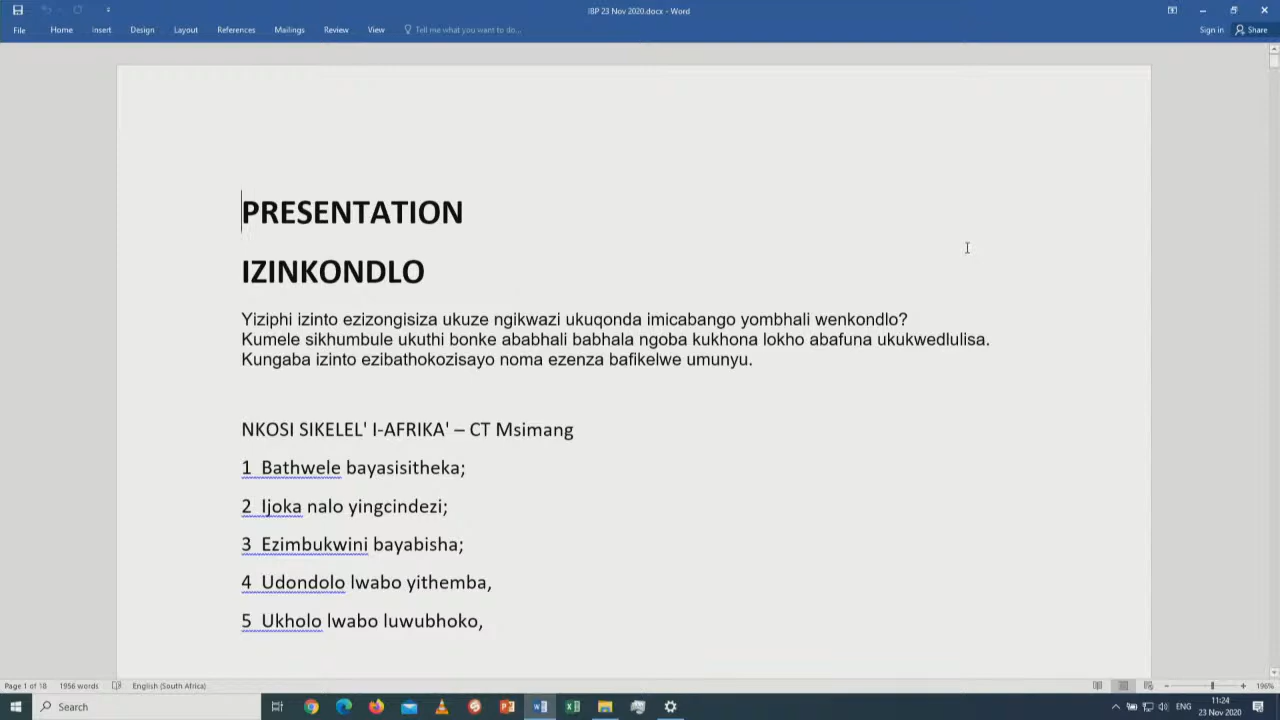 IBP 23 Nov 2020.docx - Word
File Home Insert Design Layout References Mailings Review View Tell me what you want to do... Sign in Share
PRESENTATION
IZINKONDLO
Yiziphi izinto ezizongisiza ukuze ngikwazi ukuqonda imicabango yombhali wenkondlo?
Kumele sikhumbule ukuthi bonke ababhali babhala ngoba kukhona lokho abafuna ukukwedlulisa.
Kungaba izinto ezibathokozisayo noma ezenza bafikelwe umunyu.
NKOSI SIKELEL' I-AFRIKA' – CT Msimang
1 Bathwele bayasisitheka;
2 Ijoka nalo yingcindezi;
3 Ezimbukwini bayabisha;
4 Udondolo lwabo yithemba,
5 Ukholo lwabo luwubhoko,
Page 1 of 18 1956 words English (South Africa) 196%
Search ENG 11:24
23 Nov 2020